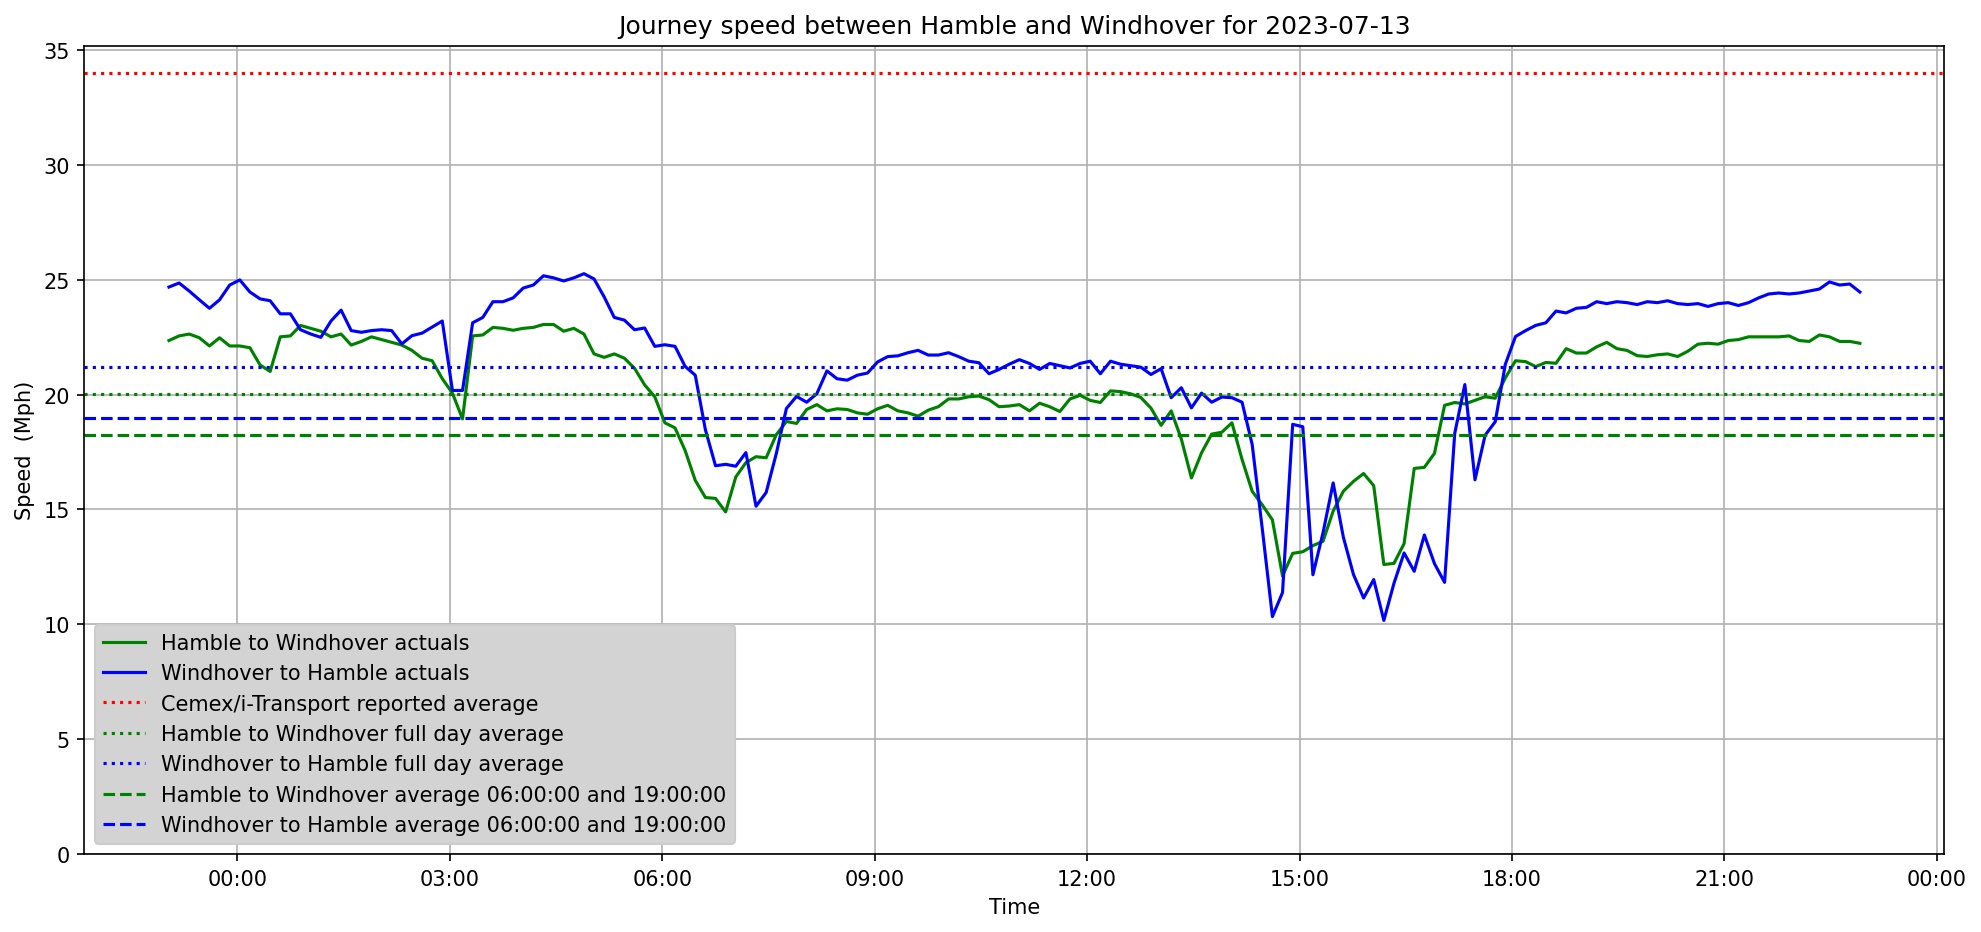 Journey speed between Hamble and Windhover for 2023-07-13
35
30
25
20
15
10
5
0
Speed (Mph)
Hamble to Windhover actuals
Windhover to Hamble actuals
Cemex/i-Transport reported average
Hamble to Windhover full day average
Windhover to Hamble full day average
Hamble to Windhover average 06:00:00 and 19:00:00
Windhover to Hamble average 06:00:00 and 19:00:00
00:00 03:00 06:00 09:00 12:00 15:00 18:00 21:00 00:00
Time